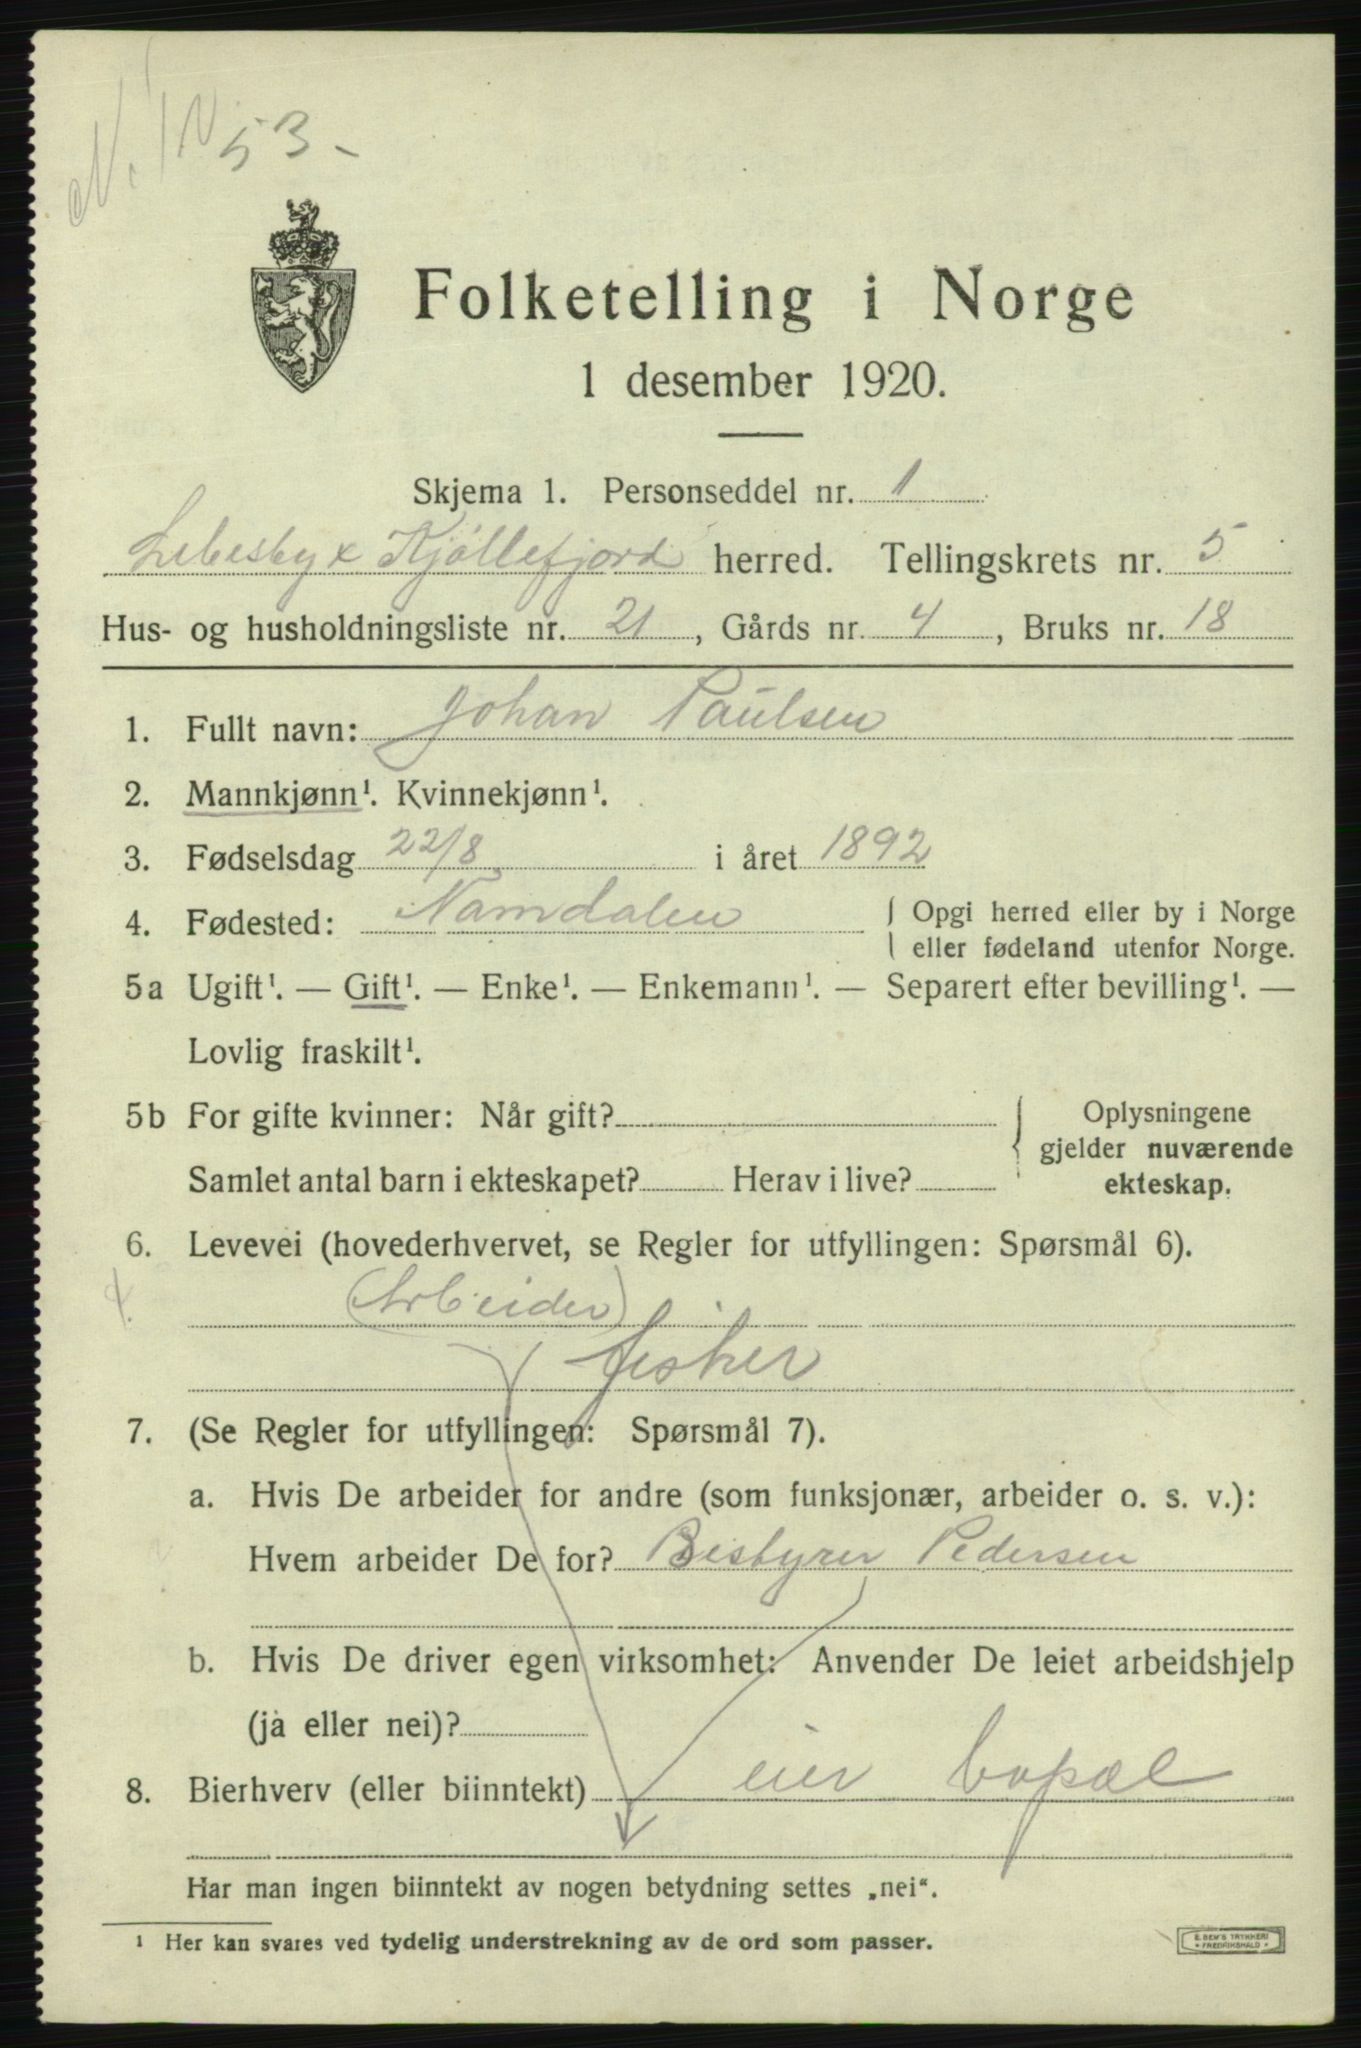 53-
Folketelling i Norge
1 desember 1920.
Skjema 1. Personseddel nr. 1
Lebesby x Kjöllefjord herred. Tellingskrets nr. 5
Hus- og husholdningsliste nr. 21, Gårds nr. 4, Bruks nr. 18
1. Fullt navn: Johan Paulsen
2. Mannkjønn¹. Kvinnekjønn¹.
3. Fødselsdag 22/8 i året 1892
4. Fødested: Namdalen { Opgi herred eller by i Norge
eller fødeland utenfor Norge.
5a Ugift¹. — Gift¹. — Enke¹. — Enkemann¹. — Separert efter bevilling¹. —
Lovlig fraskilt¹.
5b For gifte kvinner: Når gift? { Oplysningene
gjelder nuværende
Samlet antal barn i ekteskapet? Herav i live? ekteskap.
6. Levevei (hovederhvervet, se Regler for utfyllingen: Spørsmål 6).
(Arbeider)
fisker
7. (Se Regler for utfyllingen: Spørsmål 7).
a. Hvis De arbeider for andre (som funksjonær, arbeider o. s. v.):
Hvem arbeider De for? Bestyrer Pedersen
b. Hvis De driver egen virksomhet: Anvender De leiet arbeidshjelp
(ja eller nei)?
8. Bierhverv (eller biinntekt) eier bopæl
Har man ingen biinntekt av nogen betydning settes „nei“.
¹ Her kan svares ved tydelig understrekning av de ord som passer.
E. SEM'S TRYKKERI
• FREDRIKSHALD •